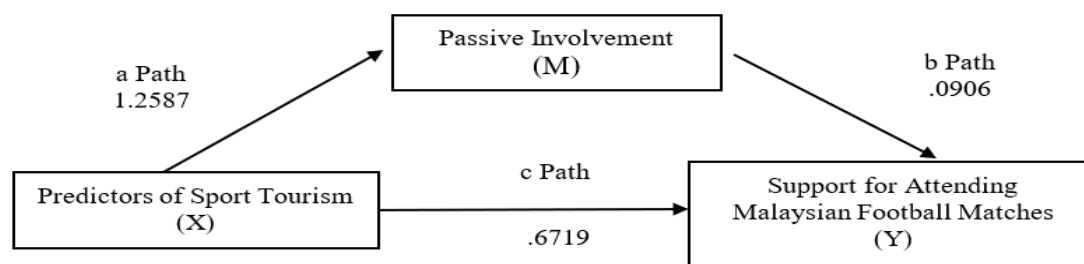 Passive Involvement
(M)
a Path
1.2587
b Path
.0906
Predictors of Sport Tourism
(X)
c Path
.6719
Support for Attending
Malaysian Football Matches
(Y)